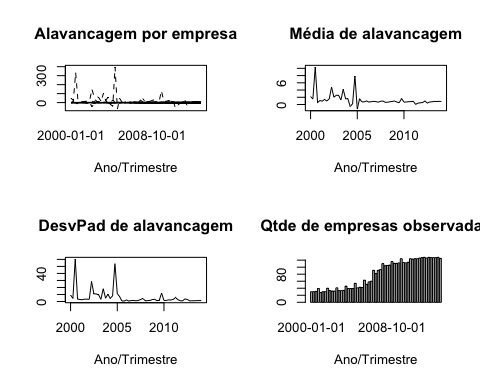 Alavancagem por empresa
300
0
2000-01-01 2008-10-01
Ano/Trimestre
Média de alavancagem
6
0
2000 2005 2010
Ano/Trimestre
DesvPad de alavancagem
40
0
2000 2005 2010
Ano/Trimestre
Qtde de empresas observada
80
0
2000-01-01 2008-10-01
Ano/Trimestre